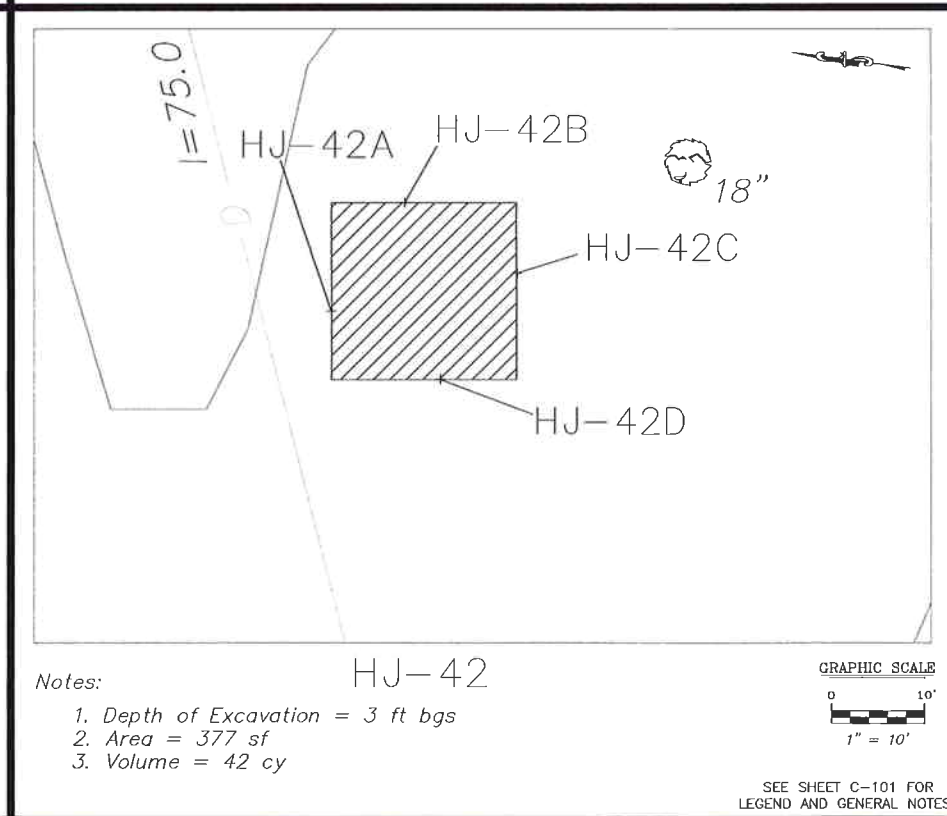 I=75.0
HJ-42A
HJ-42B
18"
HJ-42C
HJ-42D
HJ-42
Notes:
1. Depth of Excavation = 3 ft bgs
2. Area = 377 sf
3. Volume = 42 cy
GRAPHIC SCALE
0 10'
1" = 10'
SEE SHEET C-101 FOR
LEGEND AND GENERAL NOTES